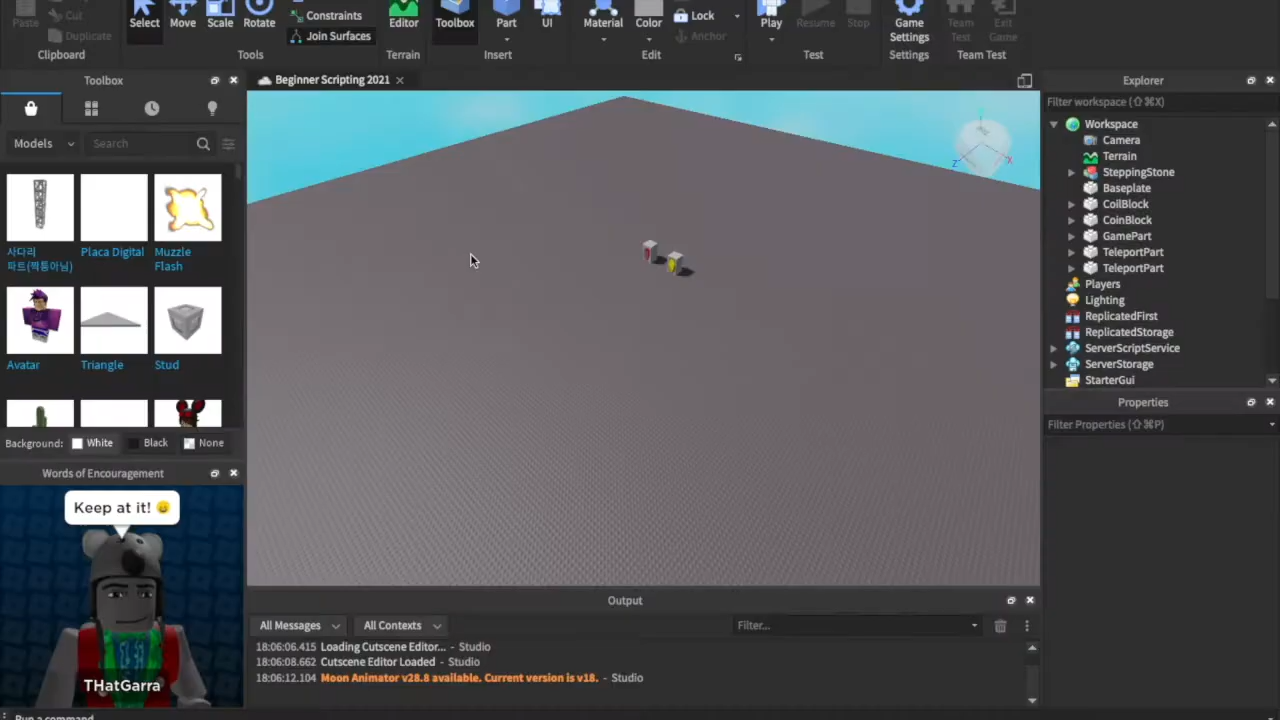 Paste
Cut
Duplicate
Clipboard
Select
Move
Scale
Rotate
Constraints
Join Surfaces
Tools
Editor
Terrain
Toolbox
Part
UI
Insert
Material
Color
Lock
Anchor
Edit
Play
Resume
Stop
Test
Game
Settings
Settings
Team
Test
Exit
Game
Team Test
Toolbox
Models
Search
사다리
파트(짝퉁아님)
Placa Digital
Muzzle
Flash
Avatar
Triangle
Stud
Background: White Black None
Words of Encouragement
Keep at it! 😀
THatGarra
Run a command
Beginner Scripting 2021
Z
X
Output
All Messages
All Contexts
Filter...
18:06:06.415 Loading Cutscene Editor... - Studio
18:06:08.662 Cutscene Editor Loaded - Studio
18:06:12.104 Moon Animator v28.8 available. Current version is v18. - Studio
Explorer
Filter workspace (⇧⌘X)
Workspace
Camera
Terrain
SteppingStone
Baseplate
CoilBlock
CoinBlock
GamePart
TeleportPart
TeleportPart
Players
Lighting
ReplicatedFirst
ReplicatedStorage
ServerScriptService
ServerStorage
StarterGui
Properties
Filter Properties (⇧⌘P)